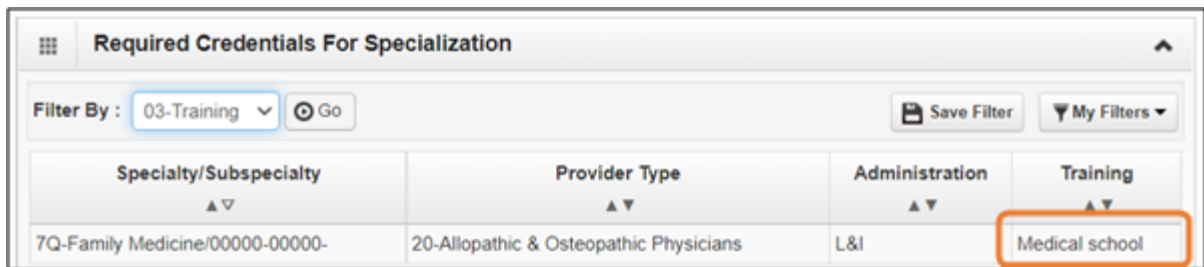 Required Credentials For Specialization
Filter By : 03-Training Go Save Filter My Filters
Specialty/Subspecialty Provider Type Administration Training
7Q-Family Medicine/00000-00000- 20-Allopathic & Osteopathic Physicians L&I Medical school